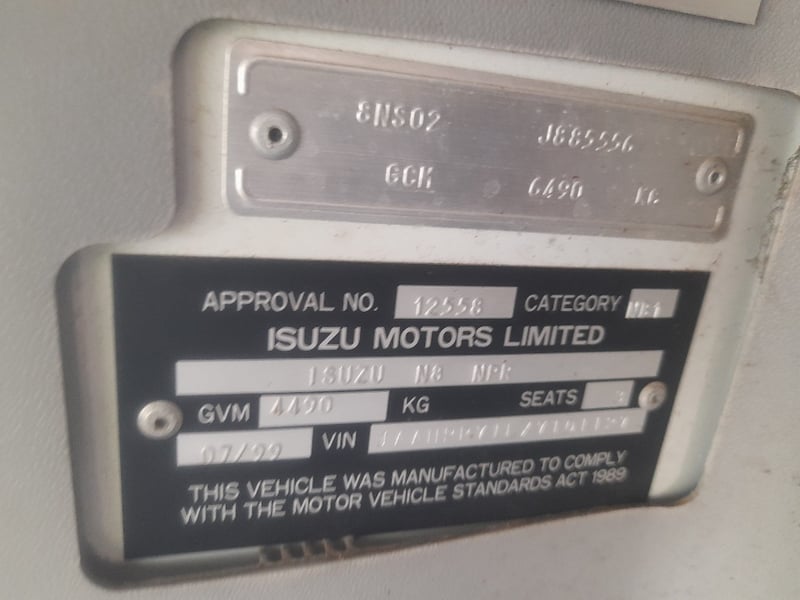 8NS02 J885556
GCM 6490 KG
APPROVAL NO. 12558 CATEGORY
ISUZU MOTORS LIMITED
ISUZU N8 NPR
GVM 4490 KG SEATS 3
07/99 VIN
THIS VEHICLE WAS MANUFACTURED TO COMPLY
WITH THE MOTOR VEHICLE STANDARDS ACT 1989